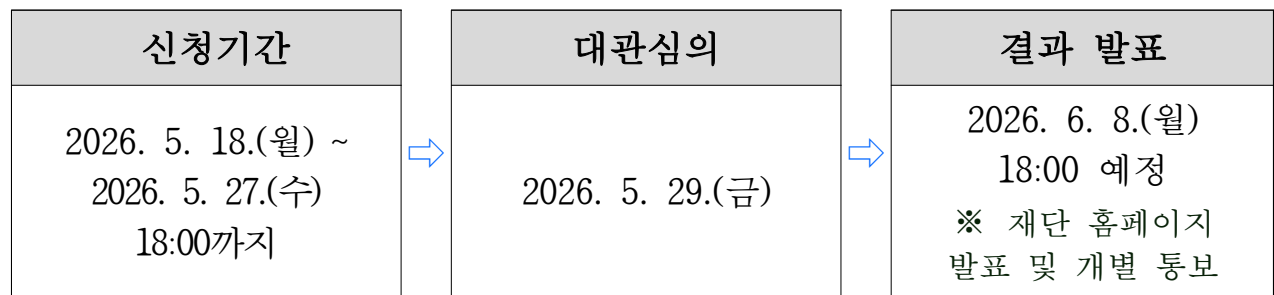 신청기간
2026. 5. 18.(월) ~
2026. 5. 27.(수)
18:00까지
⇨
대관심의
2026. 5. 29.(금)
⇨
결과 발표
2026. 6. 8.(월)
18:00 예정
※ 재단 홈페이지
발표 및 개별 통보